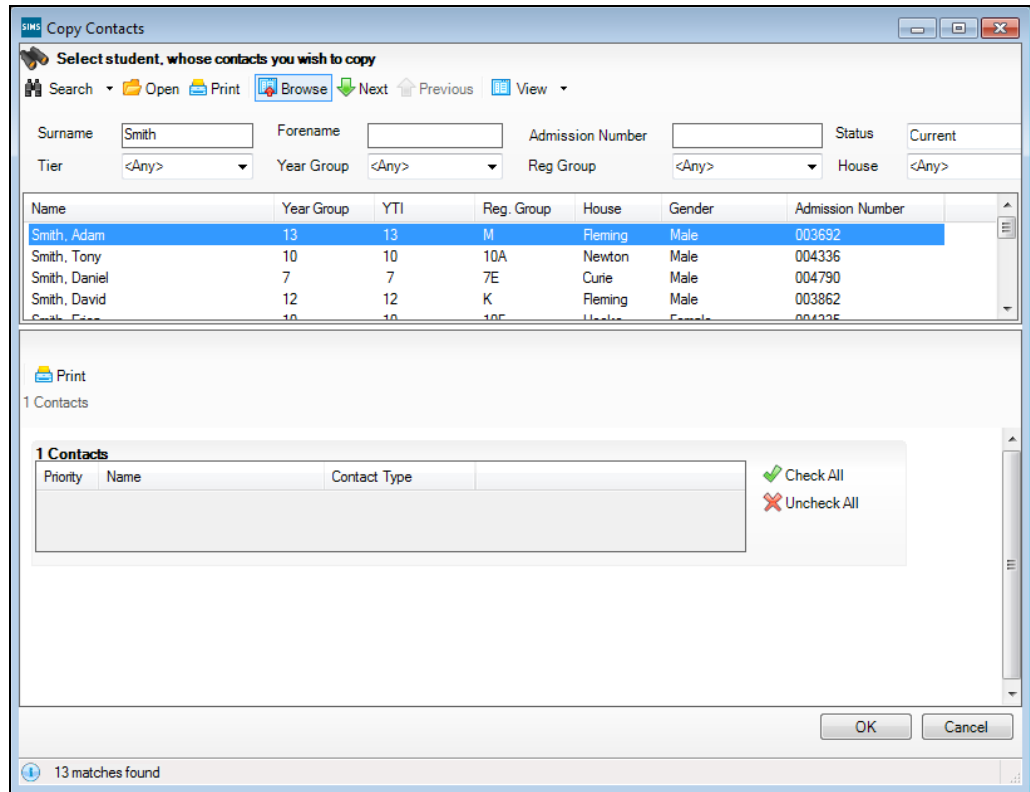 SIMS Copy Contacts
Select student, whose contacts you wish to copy
Search Open Print Browse Next Previous View
Surname Smith Forename Admission Number Status Current
Tier <Any> Year Group <Any> Reg Group <Any> House <Any>
Name Year Group YTI Reg. Group House Gender Admission Number
Smith, Adam 13 13 M Fleming Male 003692
Smith, Tony 10 10 10A Newton Male 004336
Smith, Daniel 7 7 7E Curie Male 004790
Smith, David 12 12 K Fleming Male 003862
Smith, 10 10 Female
Print
1 Contacts
1 Contacts
Priority Name Contact Type
Check All
Uncheck All
OK Cancel
13 matches found